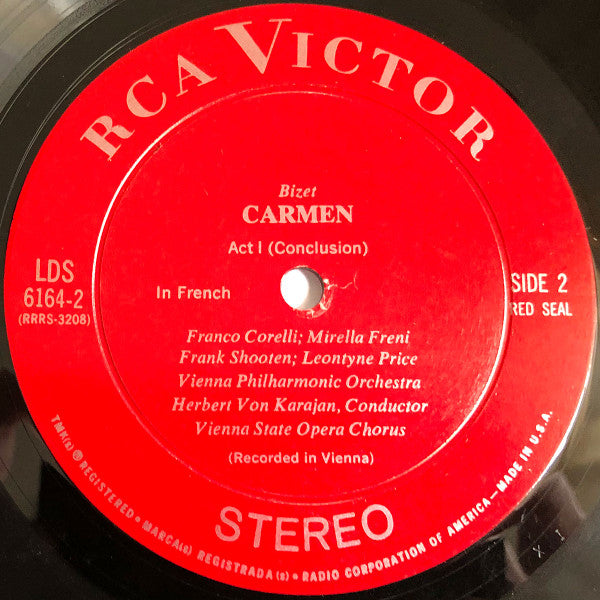 RCA VICTOR
Bizet
CARMEN
Act I (Conclusion)
LDS
6164-2
(RRRS-3208)
In French
SIDE 2
RED SEAL
Franco Corelli; Mirella Freni
Frank Shooten; Leontyne Price
Vienna Philharmonic Orchestra
Herbert Von Karajan, Conductor
Vienna State Opera Chorus
(Recorded in Vienna)
STEREO
TMK(s) ® REGISTERED • MARCA(s) REGISTRADA(s) • RADIO CORPORATION OF AMERICA—MADE IN U.S.A.
X I